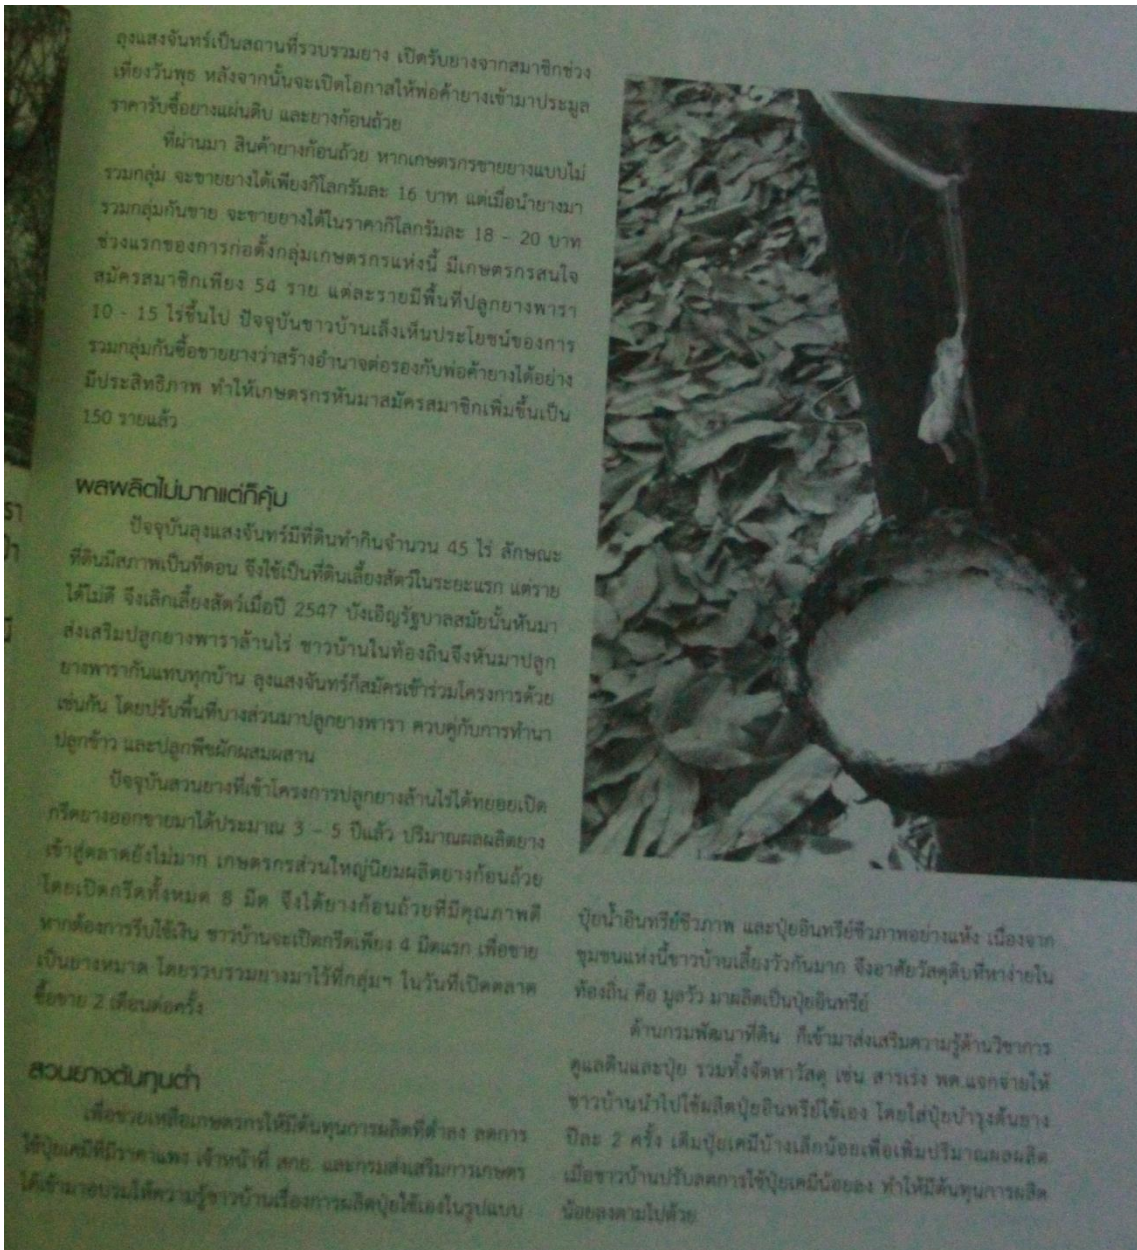 ลุงแสงจันทร์เป็นสถานที่รวบรวมยาง เปิดรับยางจากสมาชิกช่วง
เที่ยงวันพุธ หลังจากนั้นจะเปิดโอกาสให้พ่อค้ายางเข้ามาประมูล
ราคารับซื้อยางแผ่นดิบ และยางก้อนถ้วย
ที่ผ่านมา สินค้ายางก้อนถ้วย หากเกษตรกรขายยางแบบไม่
รวมกลุ่ม จะขายยางได้เพียงกิโลกรัมละ 16 บาท แต่เมื่อนำยางมา
รวมกลุ่มกันขาย จะขายยางได้ในราคากิโลกรัมละ 18 - 20 บาท
ช่วงแรกของการก่อตั้งกลุ่มเกษตรกรแห่งนี้ มีเกษตรกรสนใจ
สมัครสมาชิกเพียง 54 ราย แต่ละรายมีพื้นที่ปลูกยางพารา
10 - 15 ไร่ขึ้นไป ปัจจุบันชาวบ้านเล็งเห็นประโยชน์ของการ
รวมกลุ่มกันซื้อขายยางว่าสร้างอำนาจต่อรองกับพ่อค้ายางได้อย่าง
มีประสิทธิภาพ ทำให้เกษตรกรหันมาสมัครสมาชิกเพิ่มขึ้นเป็น
150 รายแล้ว
ผลผลิตไม่มากแต่ก็คุ้ม
ปัจจุบันลุงแสงจันทร์มีที่ดินทำกินจำนวน 45 ไร่ ลักษณะ
ที่ดินมีสภาพเป็นที่ดอน จึงใช้เป็นที่ดินเลี้ยงสัตว์ในระยะแรก แต่ราย
ได้ไม่ดี จึงเลิกเลี้ยงสัตว์เมื่อปี 2547 บังเอิญรัฐบาลสมัยนั้นหันมา
ส่งเสริมปลูกยางพาราล้านไร่ ชาวบ้านในท้องถิ่นจึงหันมาปลูก
ยางพารากันแทบทุกบ้าน ลุงแสงจันทร์ก็สมัครเข้าร่วมโครงการด้วย
เช่นกัน โดยปรับพื้นที่บางส่วนมาปลูกยางพารา ควบคู่กับการทำนา
ปลูกข้าว และปลูกพืชผักผสมผสาน
ปัจจุบันสวนยางที่เข้าโครงการปลูกยางล้านไร่ได้ทยอยเปิด
กรีดยางออกขายมาได้ประมาณ 3 - 5 ปีแล้ว ปริมาณผลผลิตยาง
เข้าสู่ตลาดยังไม่มาก เกษตรกรส่วนใหญ่นิยมผลิตยางก้อนถ้วย
โดยเปิดกรีดทั้งหมด 8 มีด จึงได้ยางก้อนถ้วยที่มีคุณภาพดี
หากต้องการรีบใช้เงิน ชาวบ้านจะเปิดกรีดเพียง 4 มีดแรก เพื่อขาย
เป็นยางหมาด โดยรวบรวมยางมาไว้ที่กลุ่มฯ ในวันที่เปิดตลาด
ซื้อขาย 2 เดือนต่อครั้ง
สวนยางต้นทุนต่ำ
เพื่อช่วยเหลือเกษตรกรให้มีต้นทุนการผลิตที่ต่ำลง ลดการ
ใช้ปุ๋ยเคมีที่มีราคาแพง เจ้าหน้าที่ สกย. และกรมส่งเสริมการเกษตร
ได้เข้ามาอบรมให้ความรู้ชาวบ้านเรื่องการผลิตปุ๋ยใช้เองในรูปแบบ
ปุ๋ยน้ำอินทรีย์ชีวภาพ และปุ๋ยอินทรีย์ชีวภาพอย่างแห้ง เนื่องจาก
ชุมชนแห่งนี้ชาวบ้านเลี้ยงวัวกันมาก จึงอาศัยวัสดุดิบที่หาง่ายใน
ท้องถิ่น คือ มูลวัว มาผลิตเป็นปุ๋ยอินทรีย์
ด้านกรมพัฒนาที่ดิน ก็เข้ามาส่งเสริมความรู้ด้านวิชาการ
ดูแลดินและปุ๋ย รวมทั้งจัดหาวัสดุ เช่น สารเร่ง พด.แจกจ่ายให้
ชาวบ้านนำไปใช้ผลิตปุ๋ยอินทรีย์ใช้เอง โดยใส่ปุ๋ยบำรุงต้นยาง
ปีละ 2 ครั้ง เติมปุ๋ยเคมีบ้างเล็กน้อยเพื่อเพิ่มปริมาณผลผลิต
เมื่อชาวบ้านปรับลดการใช้ปุ๋ยเคมีน้อยลง ทำให้มีต้นทุนการผลิต
น้อยลงตามไปด้วย